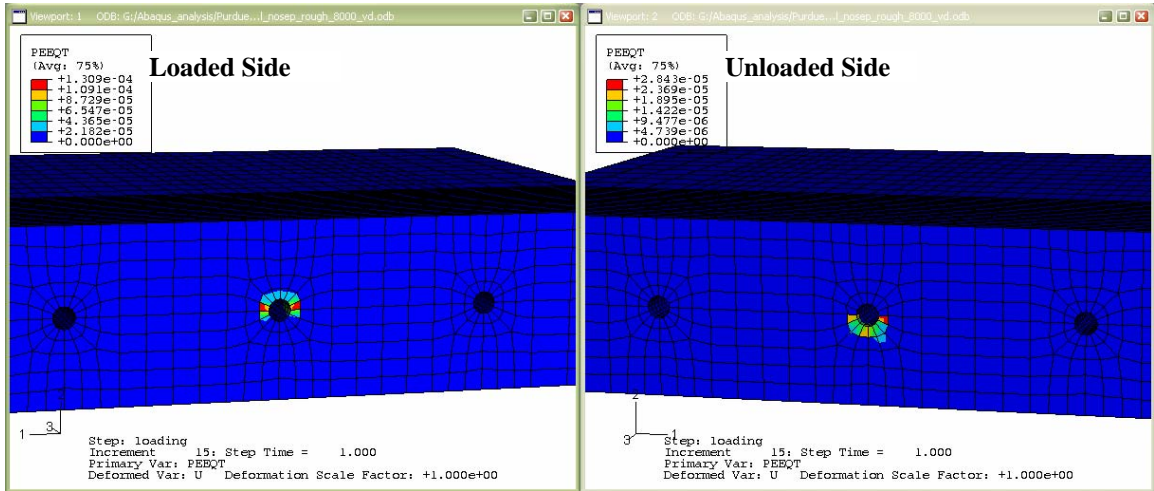 Viewport: 1 ODB: G:/Abaqus_analysis/Purdue...l_nosep_rough_8000_vd.odb
PEEQT
(Avg: 75%)
+1.309e-04
+1.091e-04
+8.729e-05
+6.547e-05
+4.365e-05
+2.182e-05
+0.000e+00
Loaded Side
2
3
1
Step: loading
Increment 15: Step Time = 1.000
Primary Var: PEEQT
Deformed Var: U Deformation Scale Factor: +1.000e+00
Viewport: 2 ODB: G:/Abaqus_analysis/Purdue...l_nosep_rough_8000_vd.odb
PEEQT
(Avg: 75%)
+2.843e-05
+2.369e-05
+1.895e-05
+1.422e-05
+9.477e-06
+4.739e-06
+0.000e+00
Unloaded Side
2
3
1
Step: loading
Increment 15: Step Time = 1.000
Primary Var: PEEQT
Deformed Var: U Deformation Scale Factor: +1.000e+00